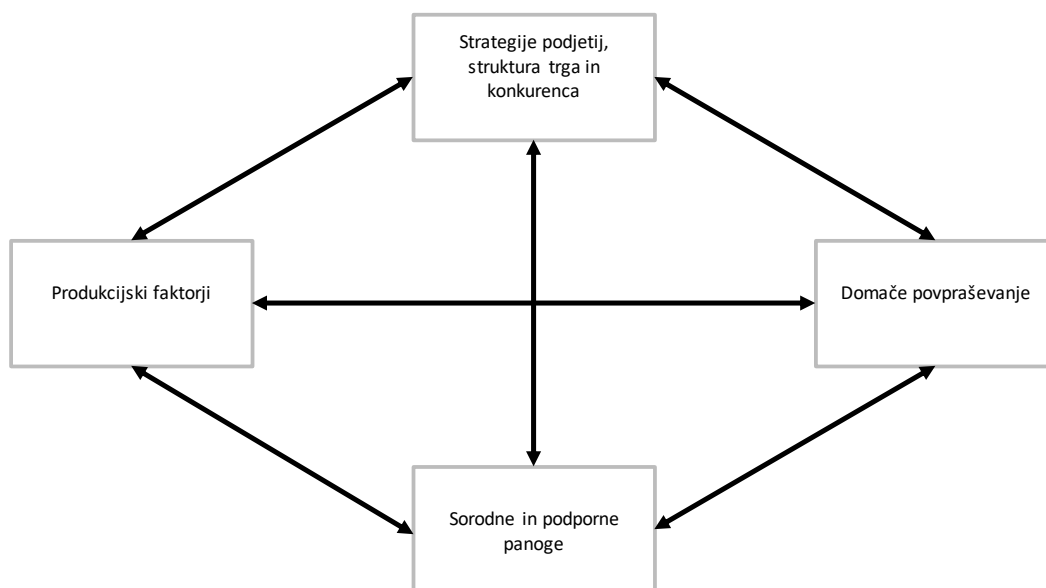 Strategije podjetij,
struktura trga in
konkurenca
Produkcijski faktorji
Domače povpraševanje
Sorodne in podporne
panoge